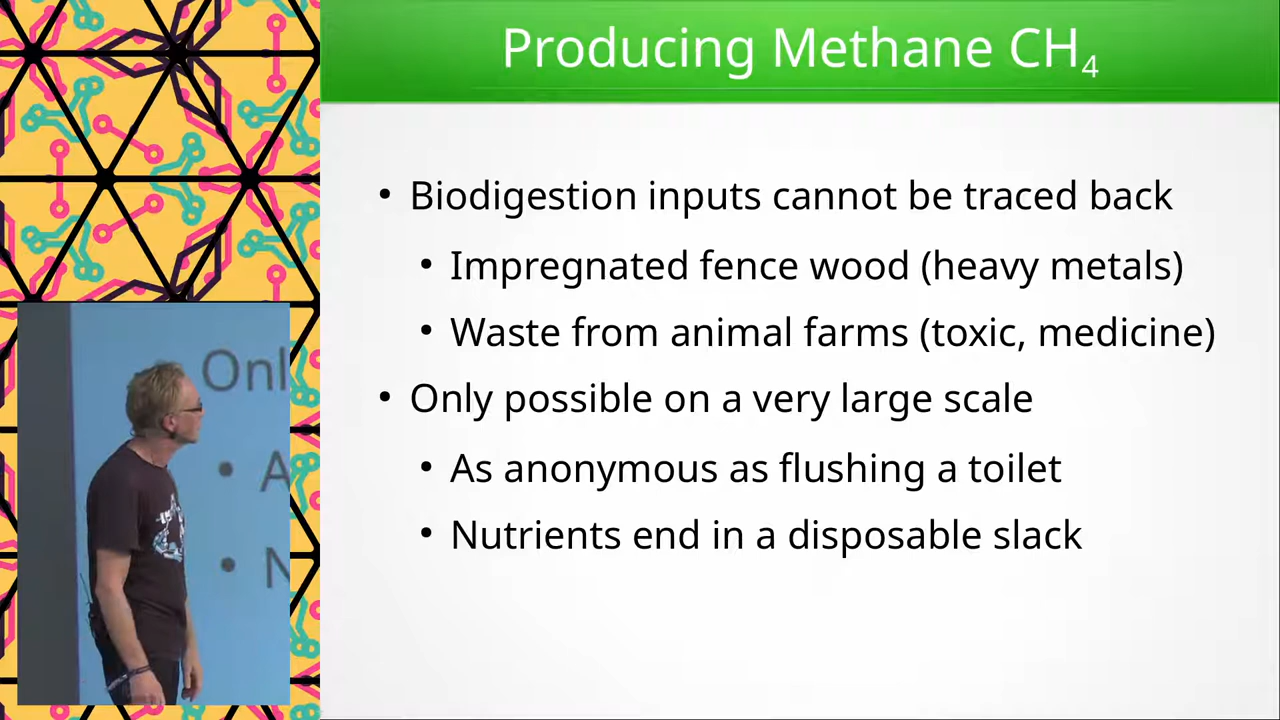 Producing Methane CH₄
• Biodigestion inputs cannot be traced back
• Impregnated fence wood (heavy metals)
• Waste from animal farms (toxic, medicine)
• Only possible on a very large scale
• As anonymous as flushing a toilet
• Nutrients end in a disposable slack
Onl
• A
• N